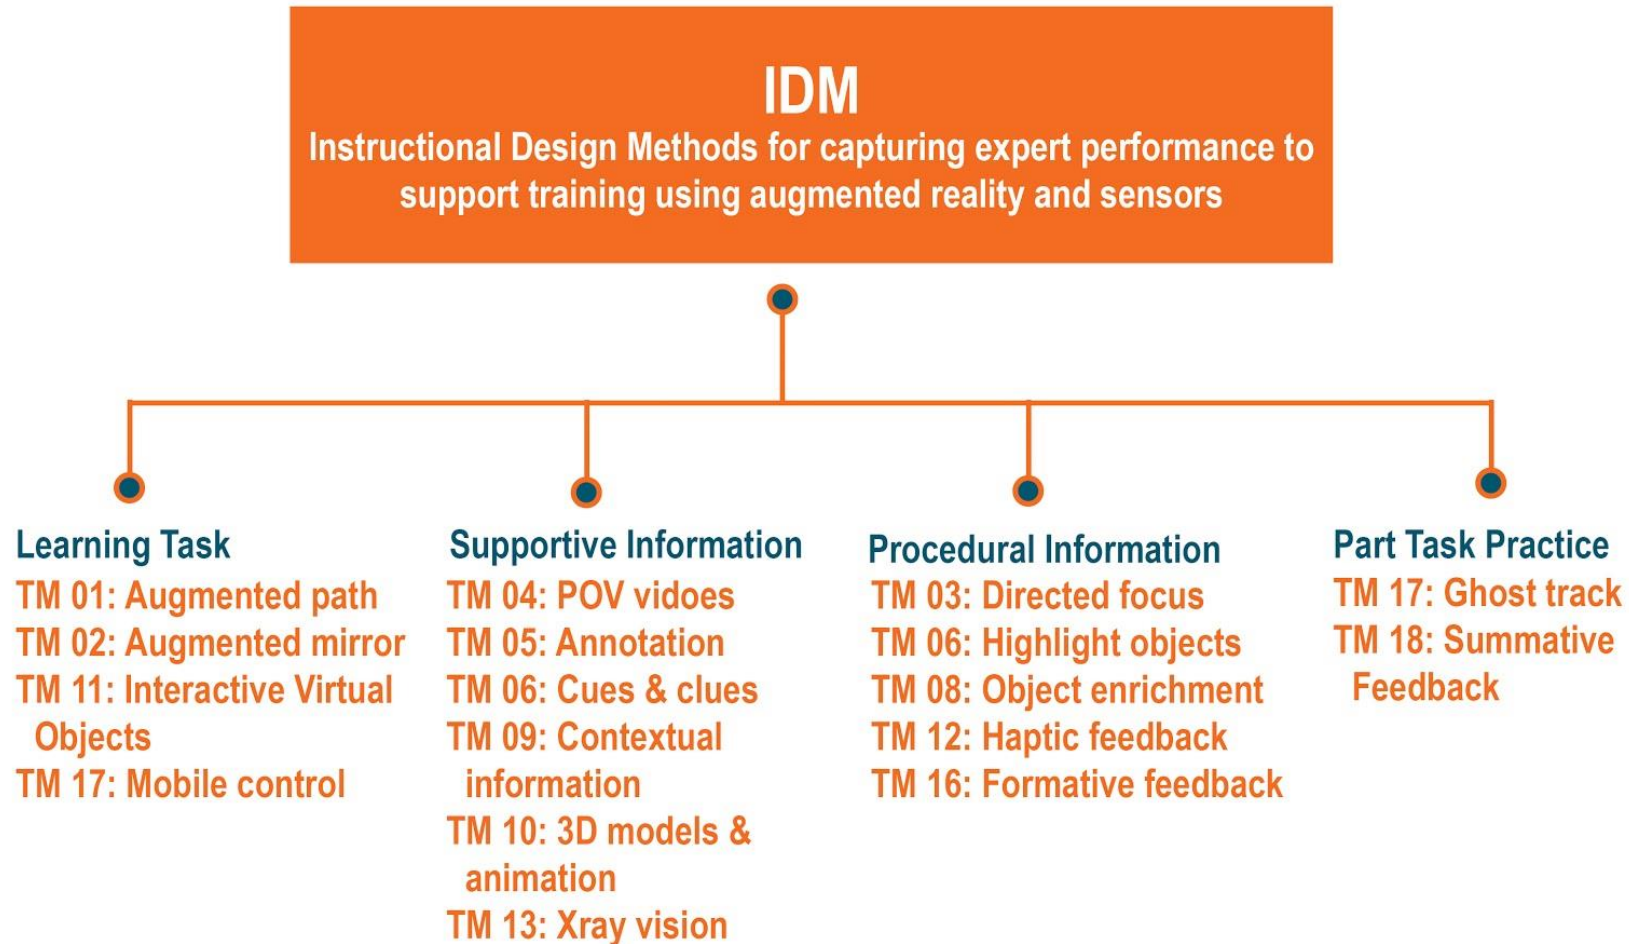 IDM
Instructional Design Methods for capturing expert performance to
support training using augmented reality and sensors
Learning Task
TM 01: Augmented path
TM 02: Augmented mirror
TM 11: Interactive Virtual
Objects
TM 17: Mobile control
Supportive Information
TM 04: POV vidoes
TM 05: Annotation
TM 06: Cues & clues
TM 09: Contextual
information
TM 10: 3D models &
animation
TM 13: Xray vision
Procedural Information
TM 03: Directed focus
TM 06: Highlight objects
TM 08: Object enrichment
TM 12: Haptic feedback
TM 16: Formative feedback
Part Task Practice
TM 17: Ghost track
TM 18: Summative
Feedback